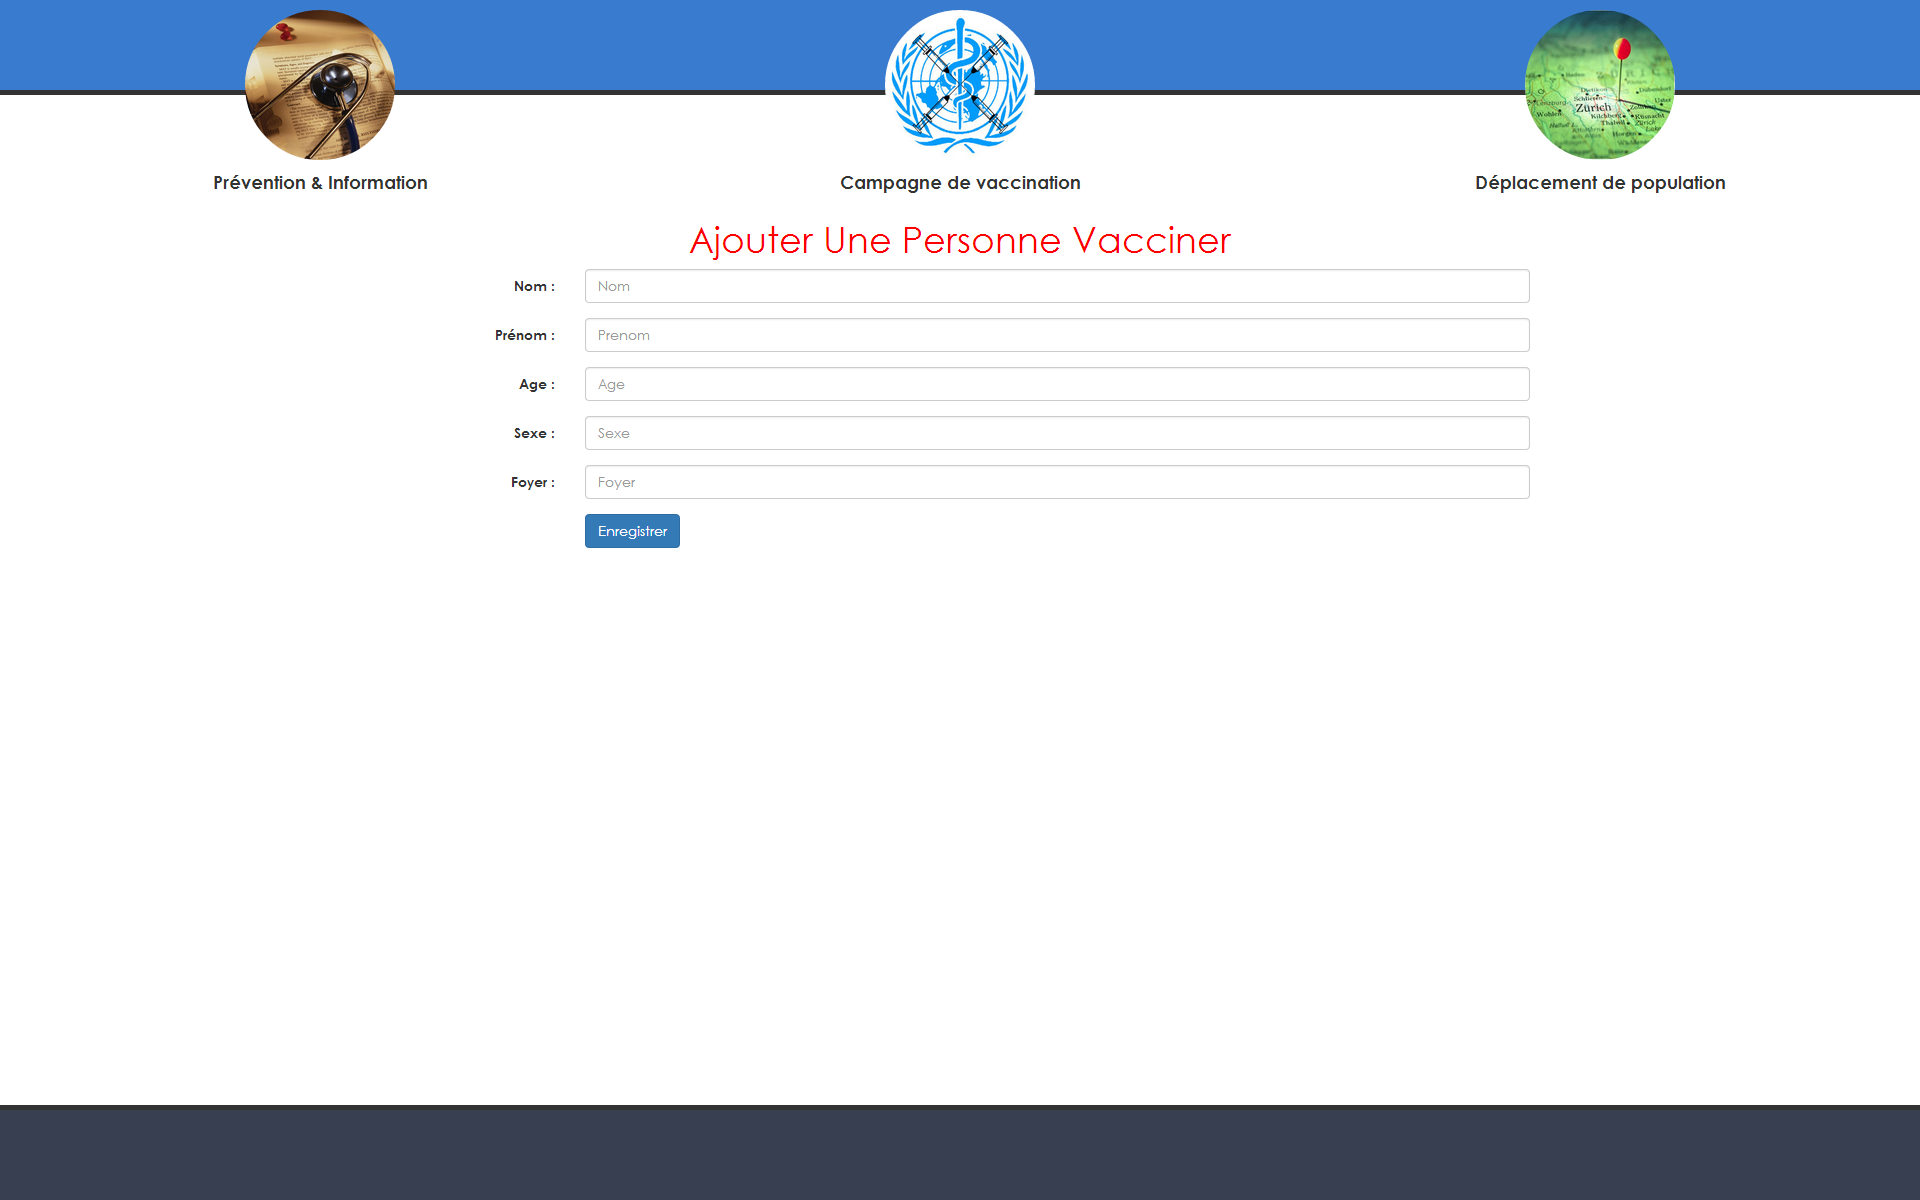 Prévention & Information
Campagne de vaccination
Zürich
Déplacement de population
Ajouter Une Personne Vacciner
Nom :
Nom
Prénom :
Prenom
Age :
Age
Sexe :
Sexe
Foyer :
Foyer
Enregistrer